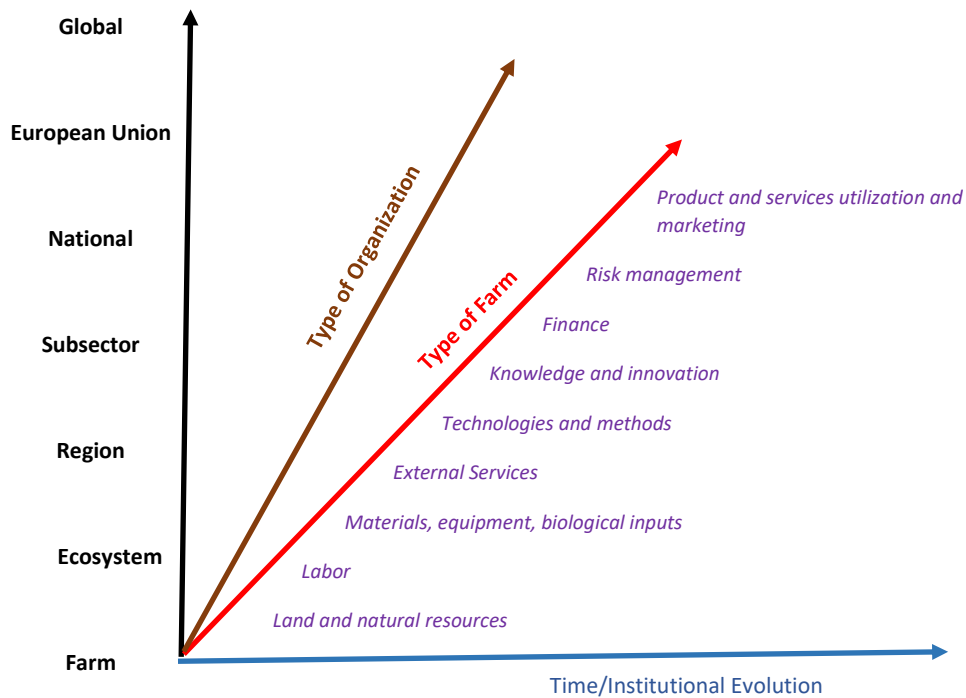 Global
European Union
National
Subsector
Region
Ecosystem
Farm
Type of Organization
Type of Farm
Product and services utilization and
marketing
Risk management
Finance
Knowledge and innovation
Technologies and methods
External Services
Materials, equipment, biological inputs
Labor
Land and natural resources
Time/Institutional Evolution